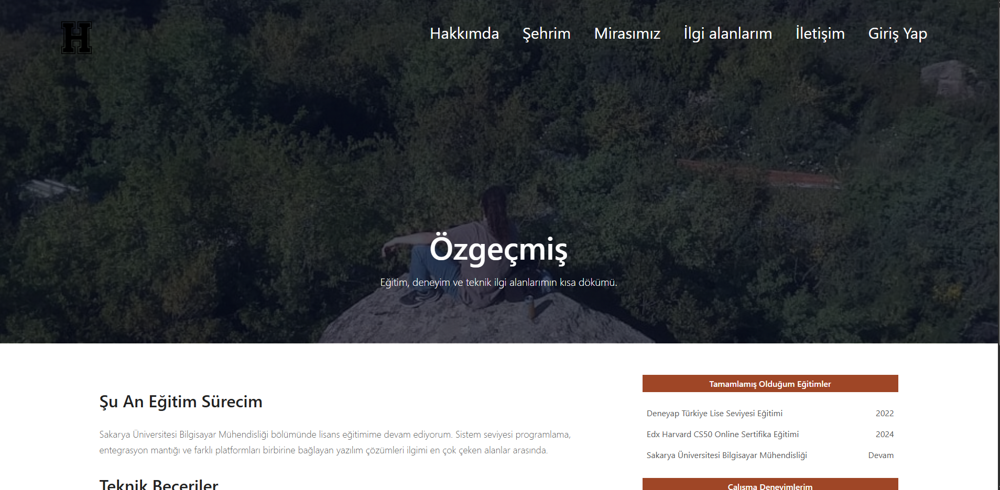 H
Hakkımda Şehrim Mirasımız İlgi alanlarım İletişim Giriş Yap
Özgeçmiş
Eğitim, deneyim ve teknik ilgi alanlarımın kısa dökümü.
Şu An Eğitim Sürecim
Sakarya Üniversitesi Bilgisayar Mühendisliği bölümünde lisans eğitimime devam ediyorum. Sistem seviyesi programlama,
entegrasyon mantığı ve farklı platformları birbirine bağlayan yazılım çözümleri ilgimi en çok çeken alanlar arasında.
Teknik Beceriler
Tamamlamış Olduğum Eğitimler
Deneyap Türkiye Lise Seviyesi Eğitimi 2022
Edx Harvard CS50 Online Sertifika Eğitimi 2024
Sakarya Üniversitesi Bilgisayar Mühendisliği Devam
Çalışma Deneyimlerim